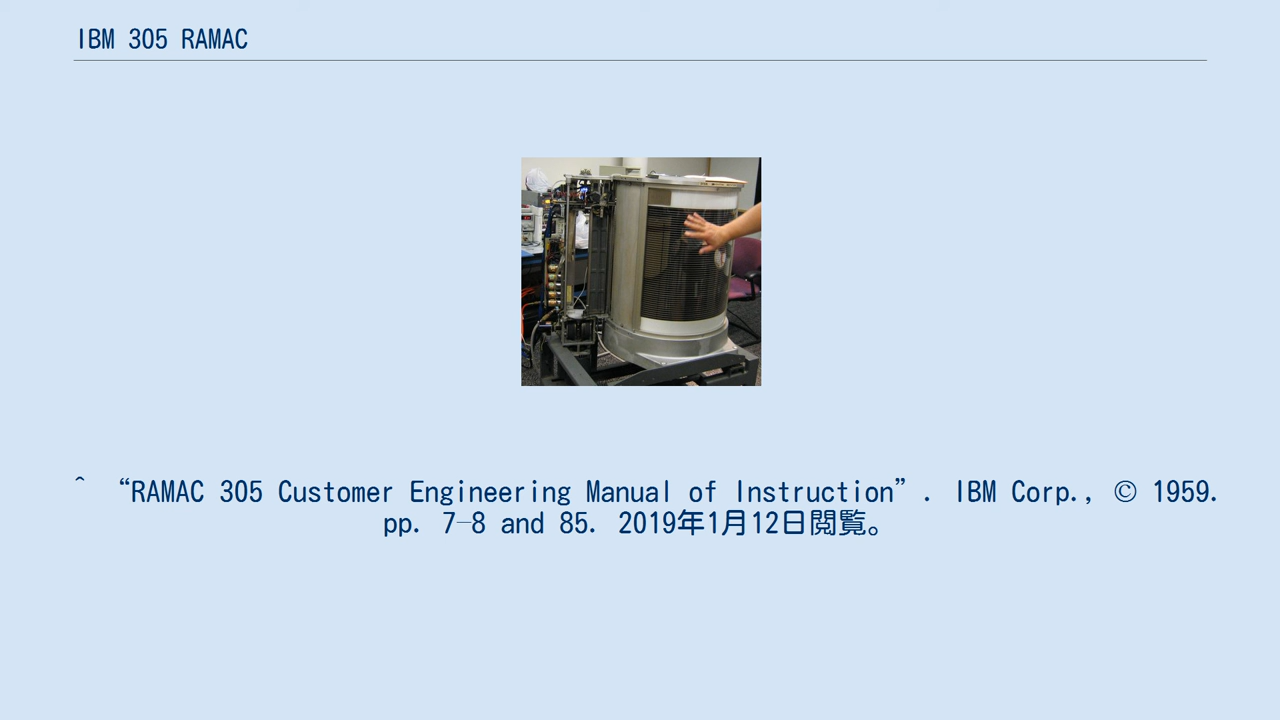 IBM 305 RAMAC
^ “RAMAC 305 Customer Engineering Manual of Instruction”. IBM Corp., © 1959.
pp. 7–8 and 85. 2019年1月12日閲覧。